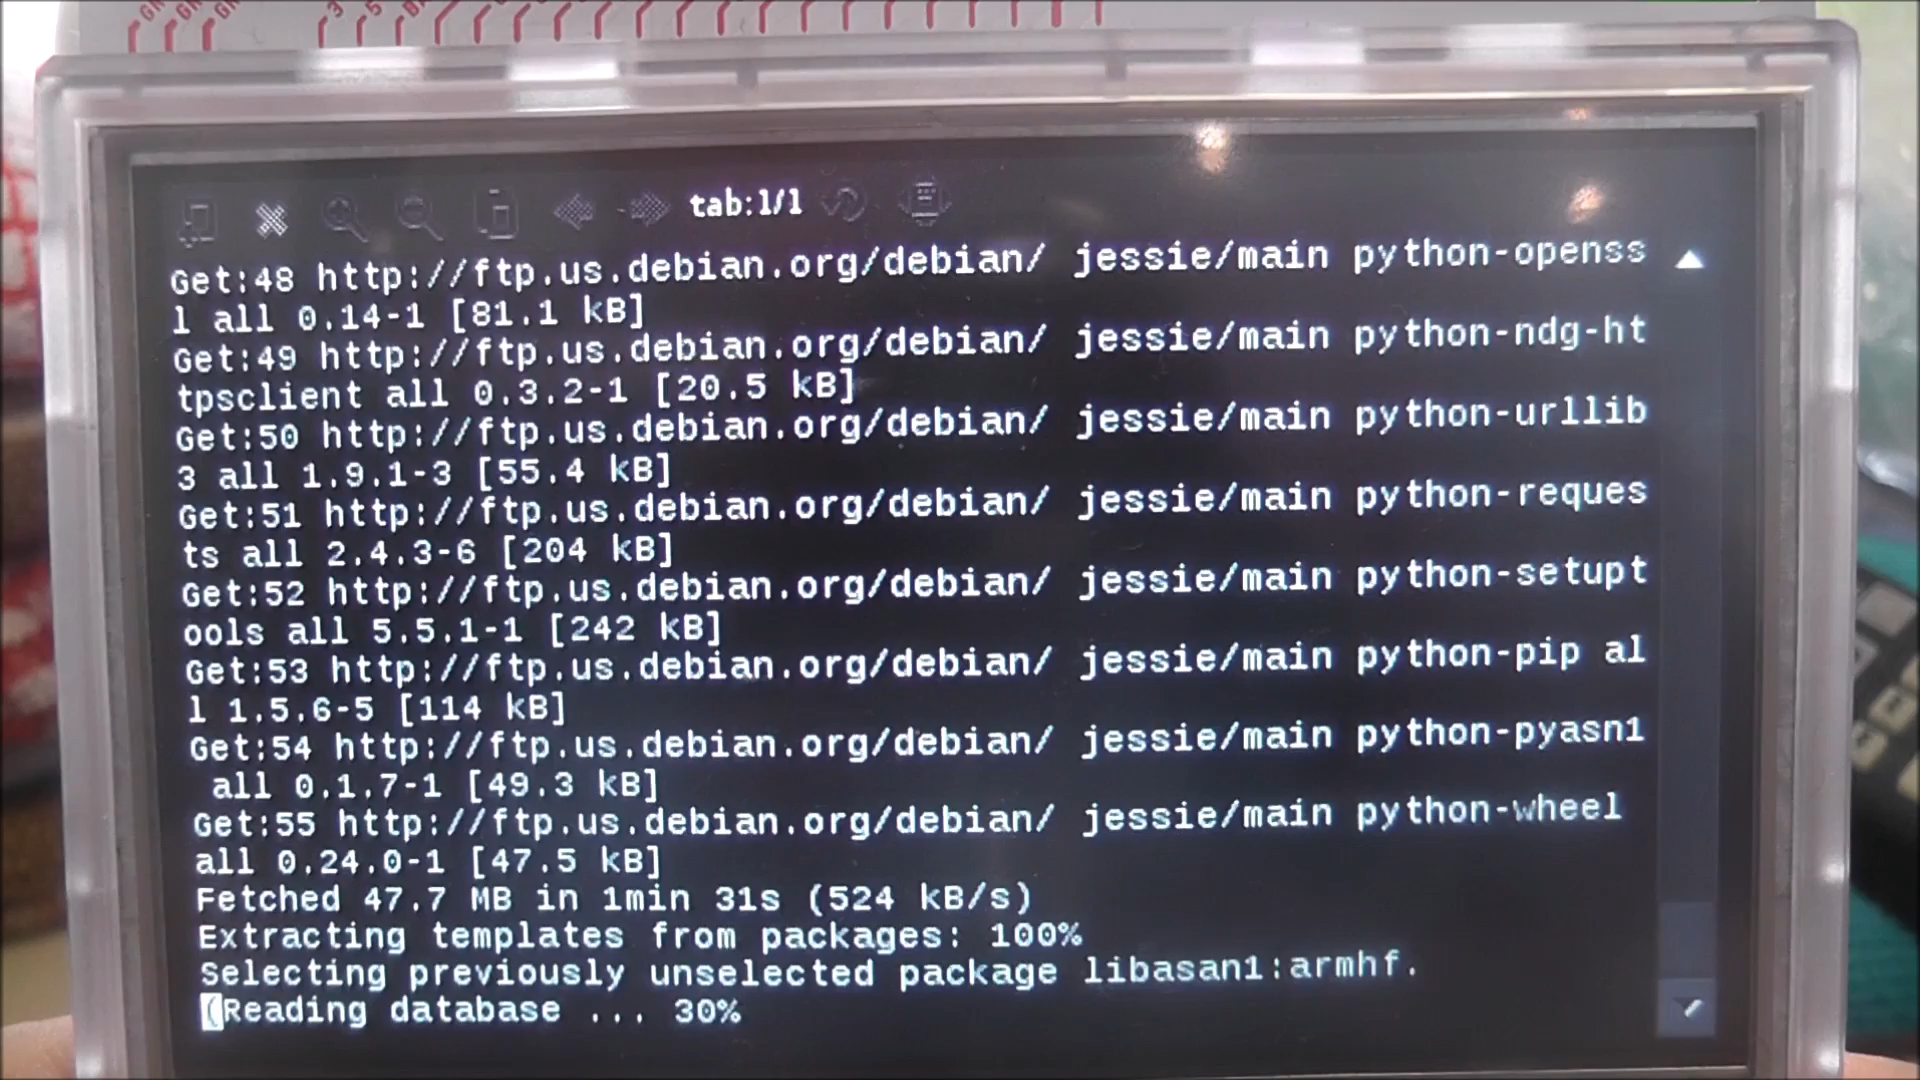 tab:1/1
Get:48 http://ftp.us.debian.org/debian/ jessie/main python-openss
l all 0.14-1 [81.1 kB]
Get:49 http://ftp.us.debian.org/debian/ jessie/main python-ndg-ht
tpsclient all 0.3.2-1 [20.5 kB]
Get:50 http://ftp.us.debian.org/debian/ jessie/main python-urllib
3 all 1.9.1-3 [55.4 kB]
Get:51 http://ftp.us.debian.org/debian/ jessie/main python-reques
ts all 2.4.3-6 [204 kB]
Get:52 http://ftp.us.debian.org/debian/ jessie/main python-setupt
ools all 5.5.1-1 [242 kB]
Get:53 http://ftp.us.debian.org/debian/ jessie/main python-pip al
l 1.5.6-5 [114 kB]
Get:54 http://ftp.us.debian.org/debian/ jessie/main python-pyasn1
 all 0.1.7-1 [49.3 kB]
Get:55 http://ftp.us.debian.org/debian/ jessie/main python-wheel
all 0.24.0-1 [47.5 kB]
Fetched 47.7 MB in 1min 31s (524 kB/s)
Extracting templates from packages: 100%
Selecting previously unselected package libasan1:armhf.
(Reading database ... 30%